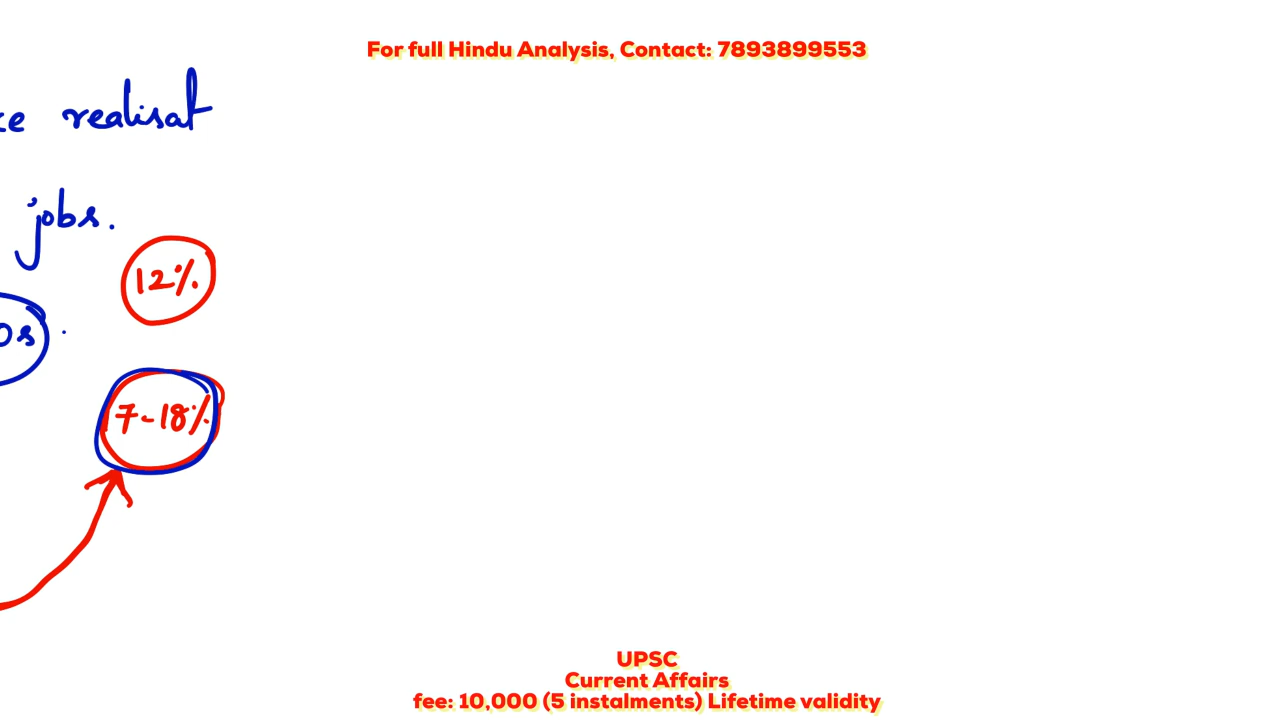 For full Hindu Analysis, Contact: 7893899553
realisat
jobs.
12%
7-18%
UPSC
Current Affairs
fee: 10,000 (5 instalments) Lifetime validity